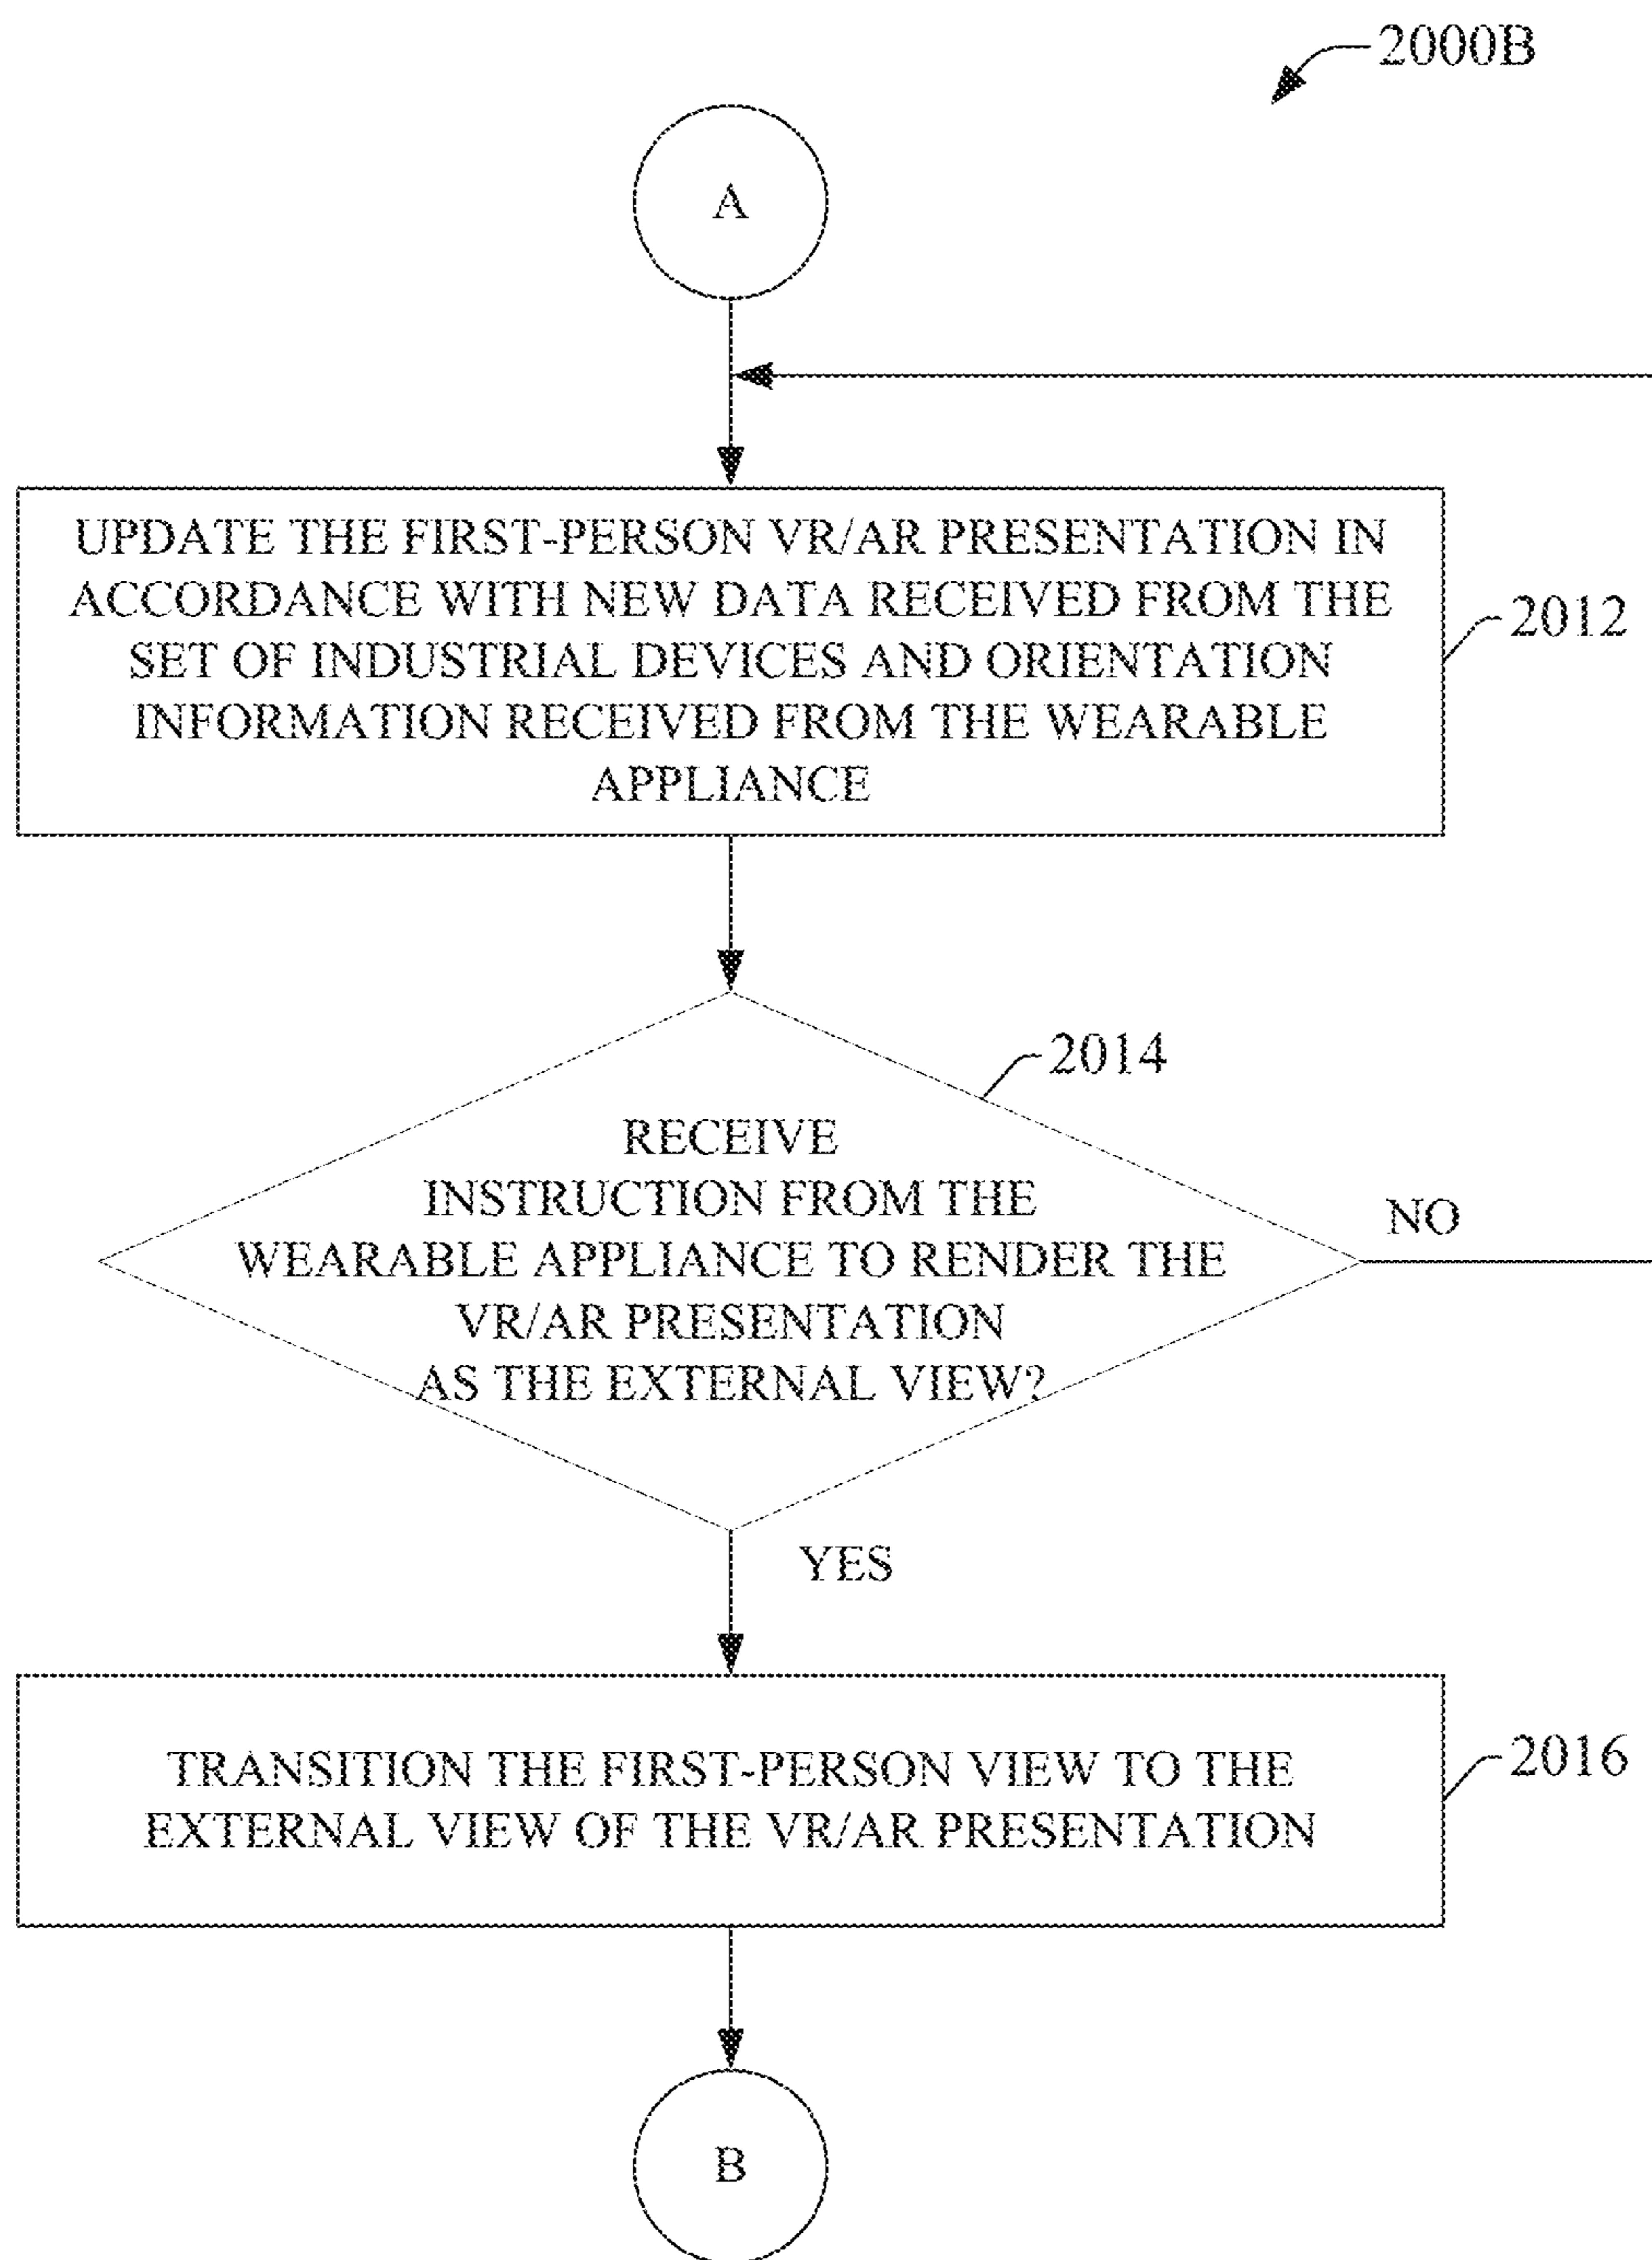 2000B
A
UPDATE THE FIRST-PERSON VR/AR PRESENTATION IN
ACCORDANCE WITH NEW DATA RECEIVED FROM THE
SET OF INDUSTRIAL DEVICES AND ORIENTATION
INFORMATION RECEIVED FROM THE WEARABLE
APPLIANCE
2012
2014
RECEIVE
INSTRUCTION FROM THE
WEARABLE APPLIANCE TO RENDER THE
VR/AR PRESENTATION
AS THE EXTERNAL VIEW?
NO
YES
TRANSITION THE FIRST-PERSON VIEW TO THE
EXTERNAL VIEW OF THE VR/AR PRESENTATION
2016
B